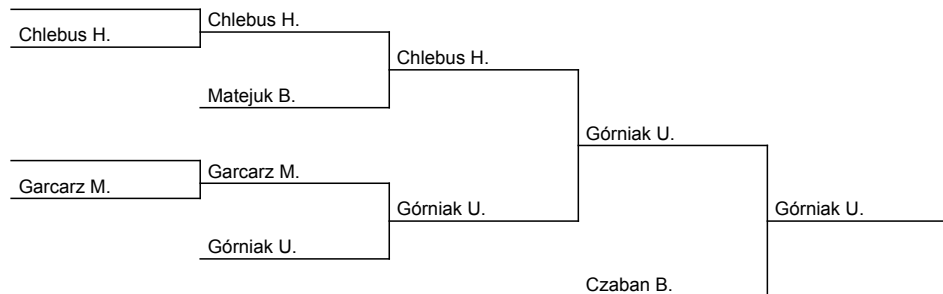 Chlebus H.
Chlebus H.
Chlebus H.
Matejuk B.
Górniak U.
Garcarz M.
Garcarz M.
Górniak U.
Górniak U.
Górniak U.
Czaban B.